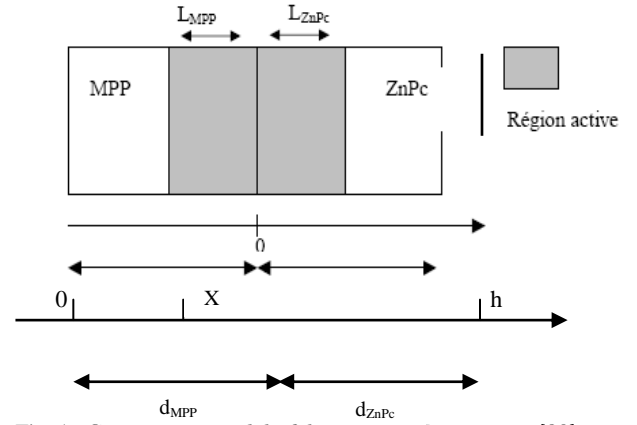 L_MPP L_ZnPc
MPP ZnPc
Région active
0
0 X h
d_MPP d_ZnPc